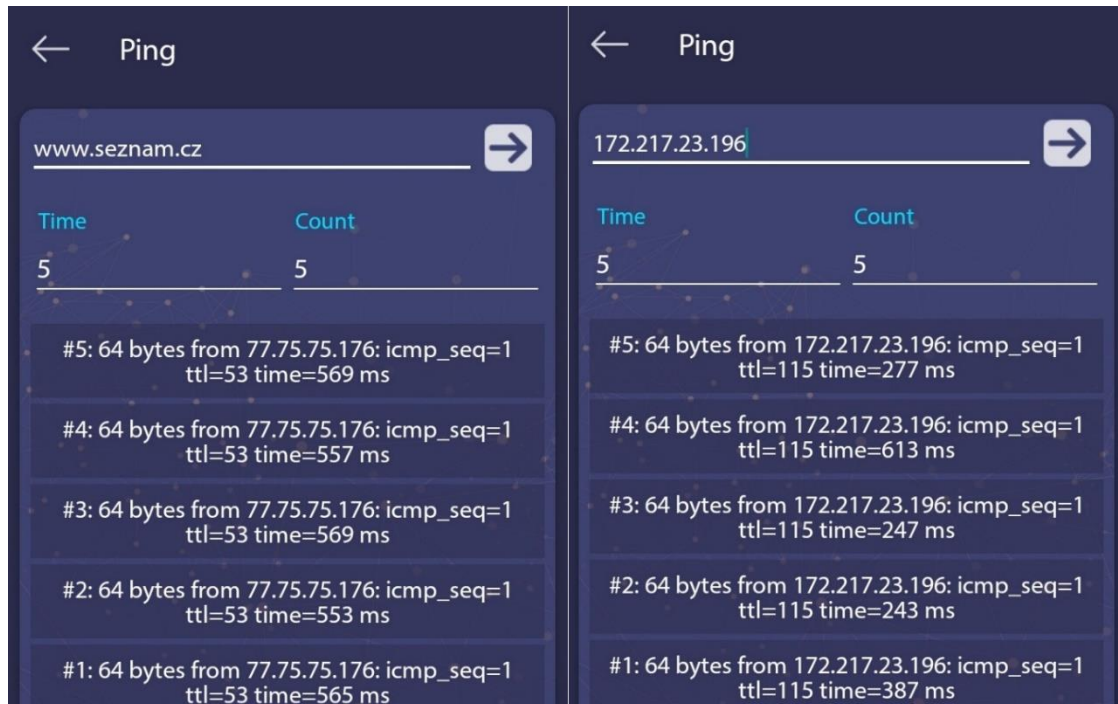 Ping
www.seznam.cz
Time Count
5 5
#5: 64 bytes from 77.75.75.176: icmp_seq=1
ttl=53 time=569 ms
#4: 64 bytes from 77.75.75.176: icmp_seq=1
ttl=53 time=557 ms
#3: 64 bytes from 77.75.75.176: icmp_seq=1
ttl=53 time=569 ms
#2: 64 bytes from 77.75.75.176: icmp_seq=1
ttl=53 time=553 ms
#1: 64 bytes from 77.75.75.176: icmp_seq=1
ttl=53 time=565 ms
Ping
172.217.23.196
Time Count
5 5
#5: 64 bytes from 172.217.23.196: icmp_seq=1
ttl=115 time=277 ms
#4: 64 bytes from 172.217.23.196: icmp_seq=1
ttl=115 time=613 ms
#3: 64 bytes from 172.217.23.196: icmp_seq=1
ttl=115 time=247 ms
#2: 64 bytes from 172.217.23.196: icmp_seq=1
ttl=115 time=243 ms
#1: 64 bytes from 172.217.23.196: icmp_seq=1
ttl=115 time=387 ms